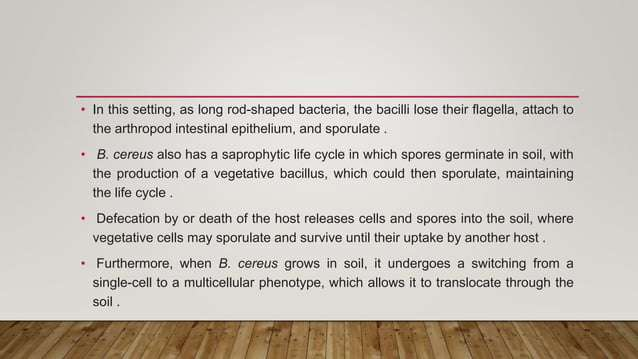 • In this setting, as long rod-shaped bacteria, the bacilli lose their flagella, attach to
the arthropod intestinal epithelium, and sporulate .
• B. cereus also has a saprophytic life cycle in which spores germinate in soil, with
the production of a vegetative bacillus, which could then sporulate, maintaining
the life cycle .
• Defecation by or death of the host releases cells and spores into the soil, where
vegetative cells may sporulate and survive until their uptake by another host .
• Furthermore, when B. cereus grows in soil, it undergoes a switching from a
single-cell to a multicellular phenotype, which allows it to translocate through the
soil .